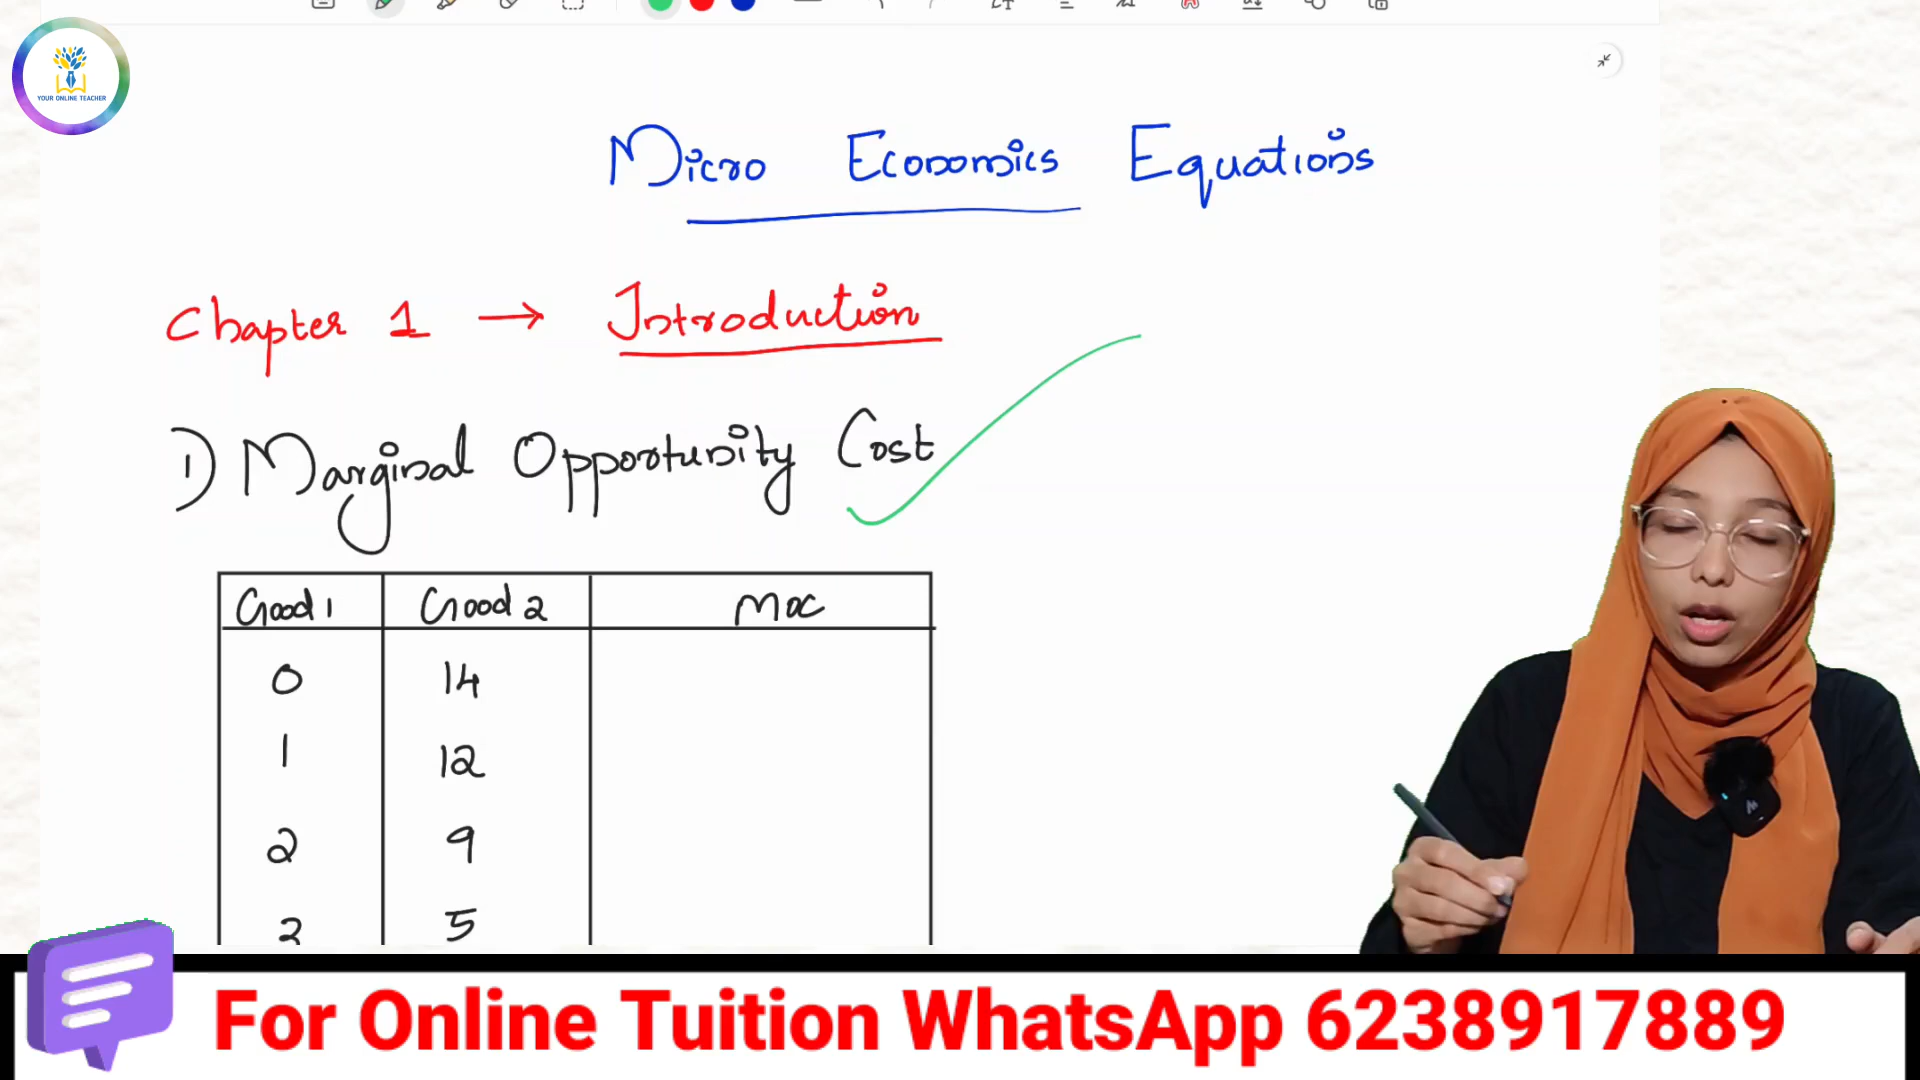 YOUR ONLINE TEACHER
Micro Economics Equations
Chapter 1 → Introduction
1) Marginal Opportunity Cost
Good 1 Good 2 MOC
0 14
1 12
2 9
3 5
For Online Tuition WhatsApp 6238917889